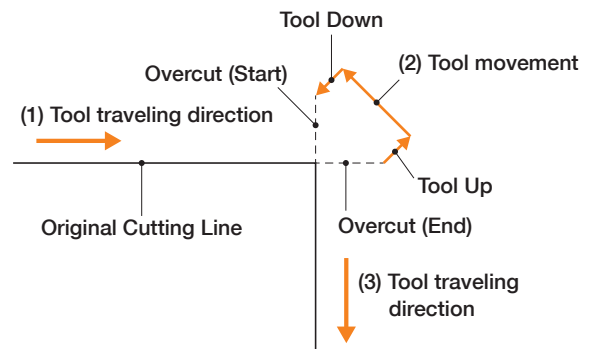 Tool Down
(2) Tool movement
Overcut (Start)
(1) Tool traveling direction
Tool Up
Original Cutting Line
Overcut (End)
(3) Tool traveling
direction